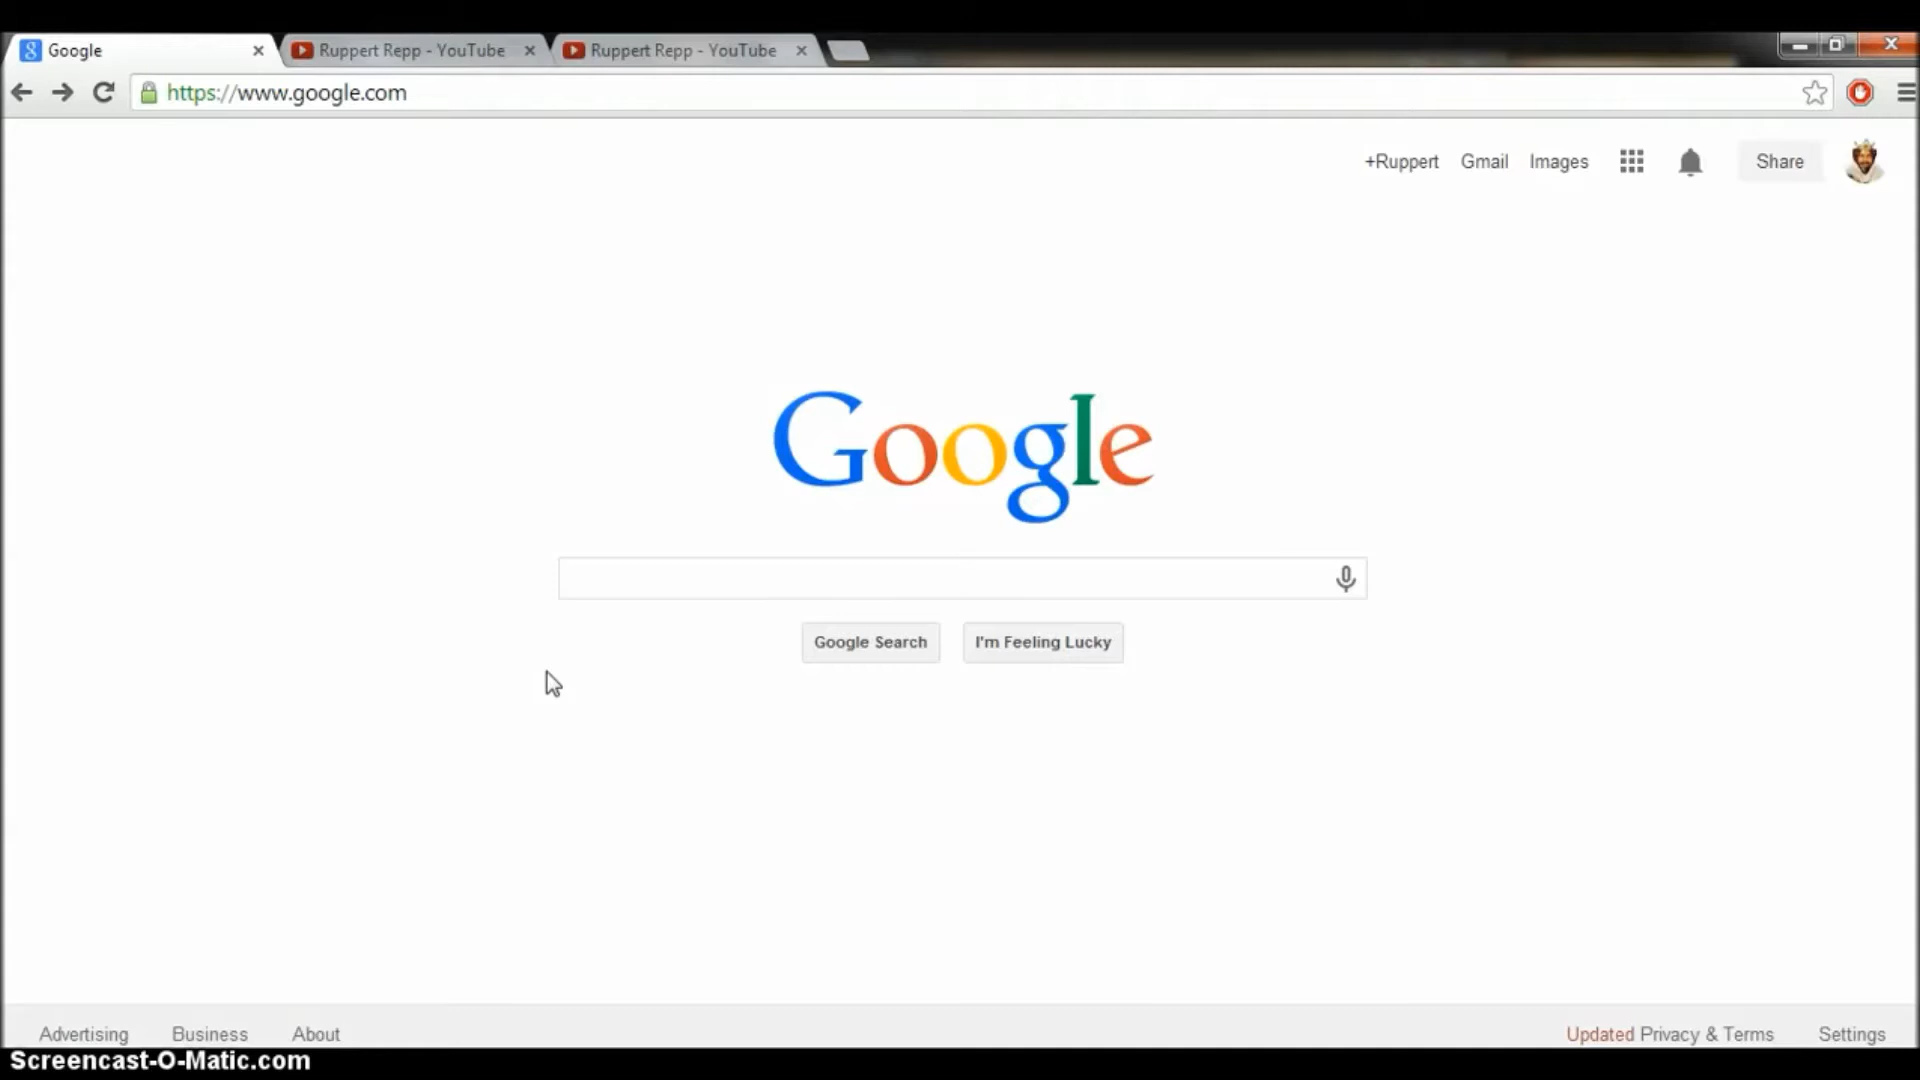 Google
Ruppert Repp - YouTube
Ruppert Repp - YouTube
https://www.google.com
+Ruppert Gmail Images Share
Google
Google Search I'm Feeling Lucky
Advertising Business About Updated Privacy & Terms Settings
Screencast-O-Matic.com